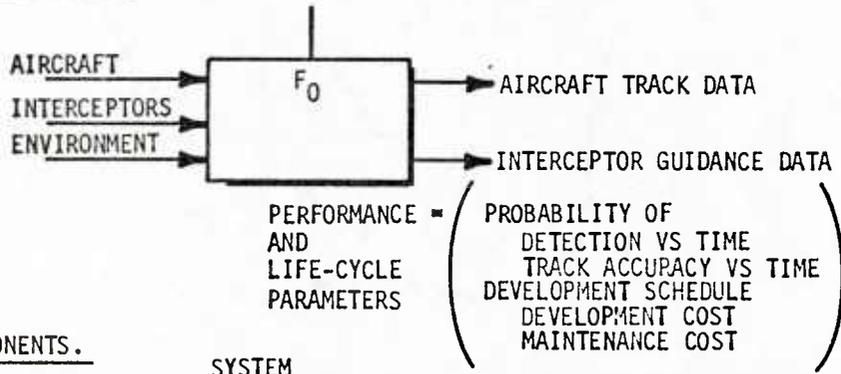 AIRCRAFT
INTERCEPTORS
ENVIRONMENT
F0
AIRCRAFT TRACK DATA
INTERCEPTOR GUIDANCE DATA
PERFORMANCE =
AND
LIFE-CYCLE
PARAMETERS
PROBABILITY OF
DETECTION VS TIME
TRACK ACCURACY VS TIME
DEVELOPMENT SCHEDULE
DEVELOPMENT COST
MAINTENANCE COST
ONENTS.
SYSTEM